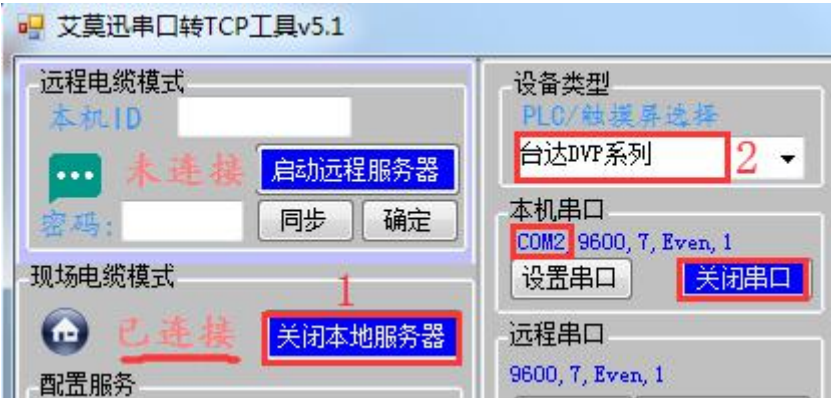 艾莫迅串口转TCP工具v5.1
远程电缆模式
本机ID
未连接
启动远程服务器
密码:
同步
确定
现场电缆模式
1
已连接
关闭本地服务器
配置服务
设备类型
PLC/触摸屏选择
台达DVP系列
2
本机串口
COM2, 9600, 7, Even, 1
设置串口
关闭串口
远程串口
9600, 7, Even, 1